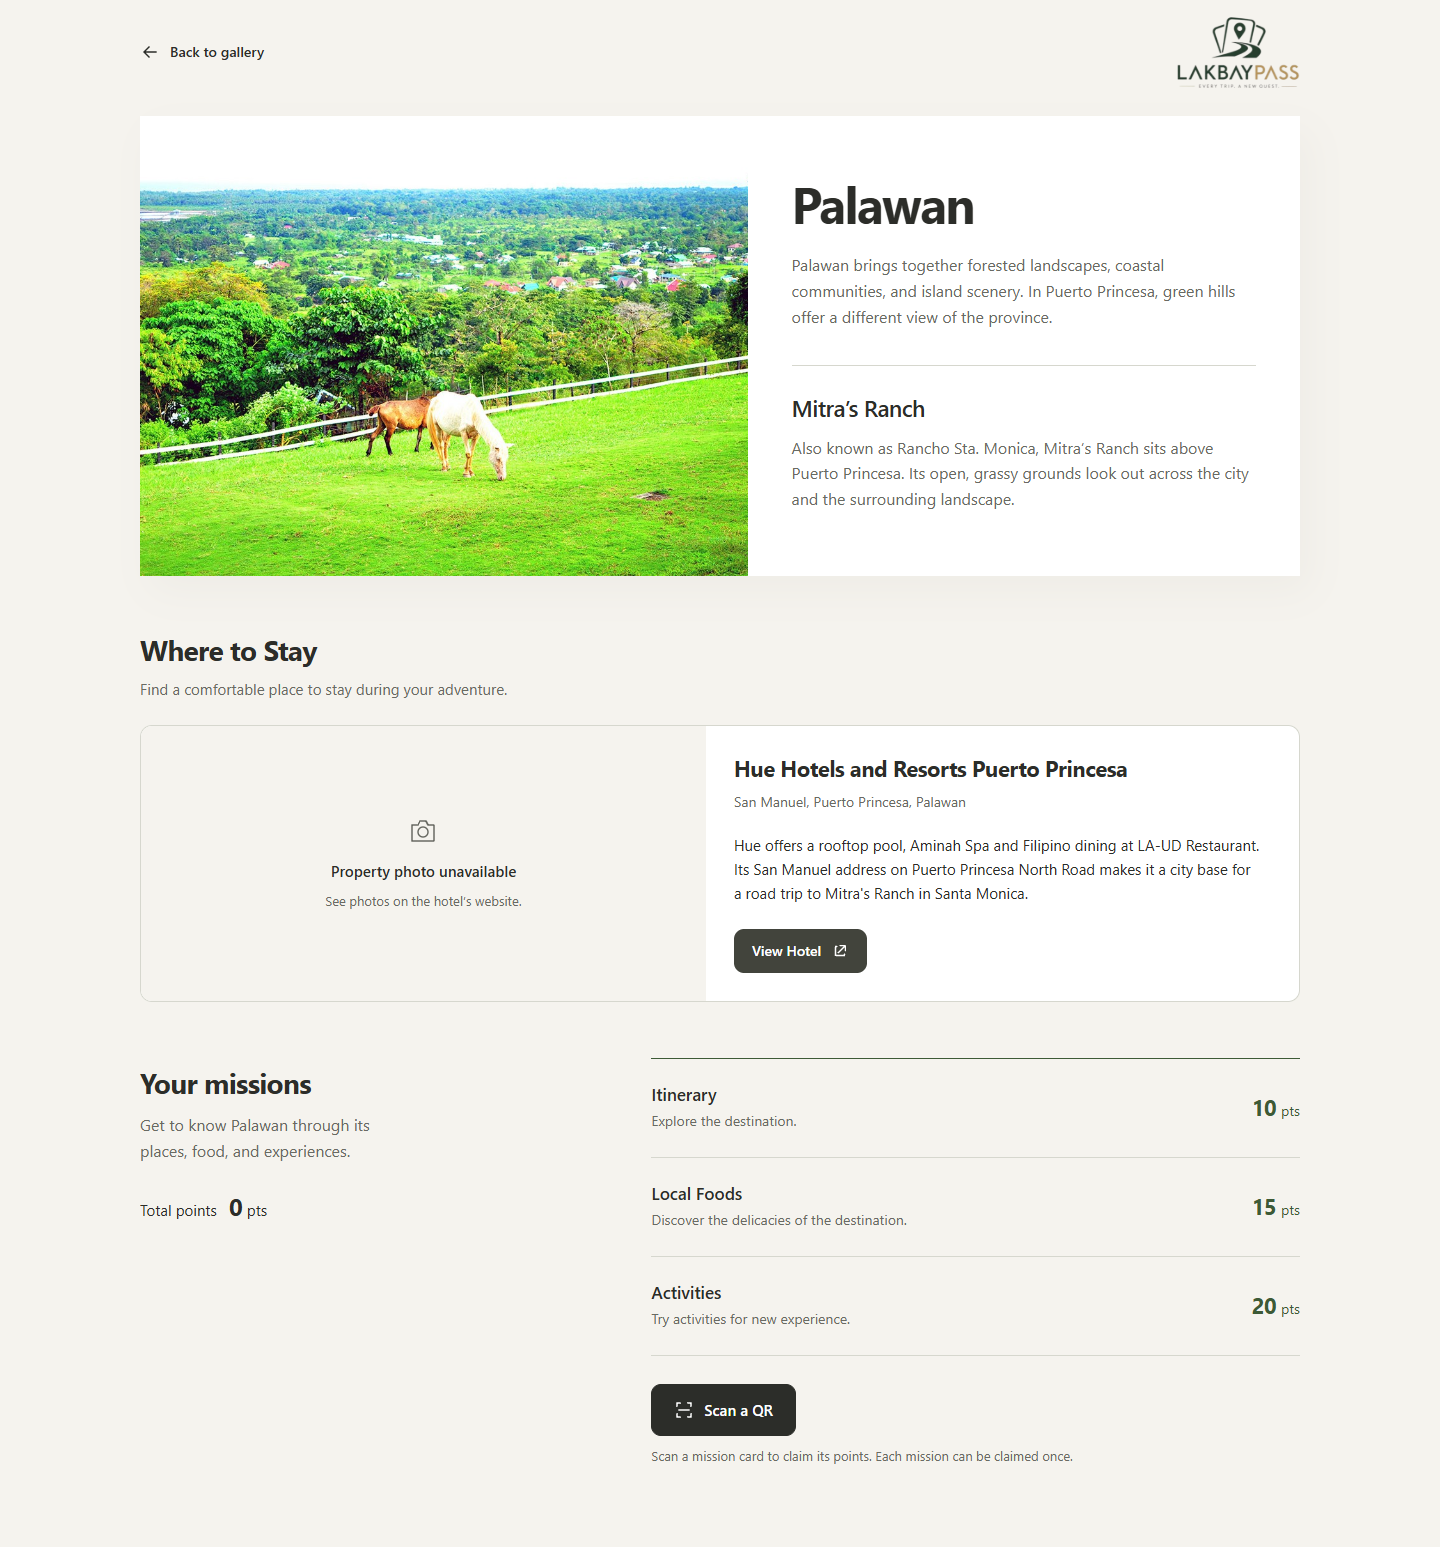 Back to gallery
LAKBAYPASS
EVERY TRIP. A NEW QUEST.
Palawan
Palawan brings together forested landscapes, coastal
communities, and island scenery. In Puerto Princesa, green hills
offer a different view of the province.
Mitra’s Ranch
Also known as Rancho Sta. Monica, Mitra’s Ranch sits above
Puerto Princesa. Its open, grassy grounds look out across the city
and the surrounding landscape.
Where to Stay
Find a comfortable place to stay during your adventure.
Property photo unavailable
See photos on the hotel's website.
Hue Hotels and Resorts Puerto Princesa
San Manuel, Puerto Princesa, Palawan
Hue offers a rooftop pool, Aminah Spa and Filipino dining at LA-UD Restaurant.
Its San Manuel address on Puerto Princesa North Road makes it a city base for
a road trip to Mitra's Ranch in Santa Monica.
View Hotel
Your missions
Get to know Palawan through its
places, food, and experiences.
Total points 0 pts
Itinerary
Explore the destination.
10 pts
Local Foods
Discover the delicacies of the destination.
15 pts
Activities
Try activities for new experience.
20 pts
Scan a QR
Scan a mission card to claim its points. Each mission can be claimed once.